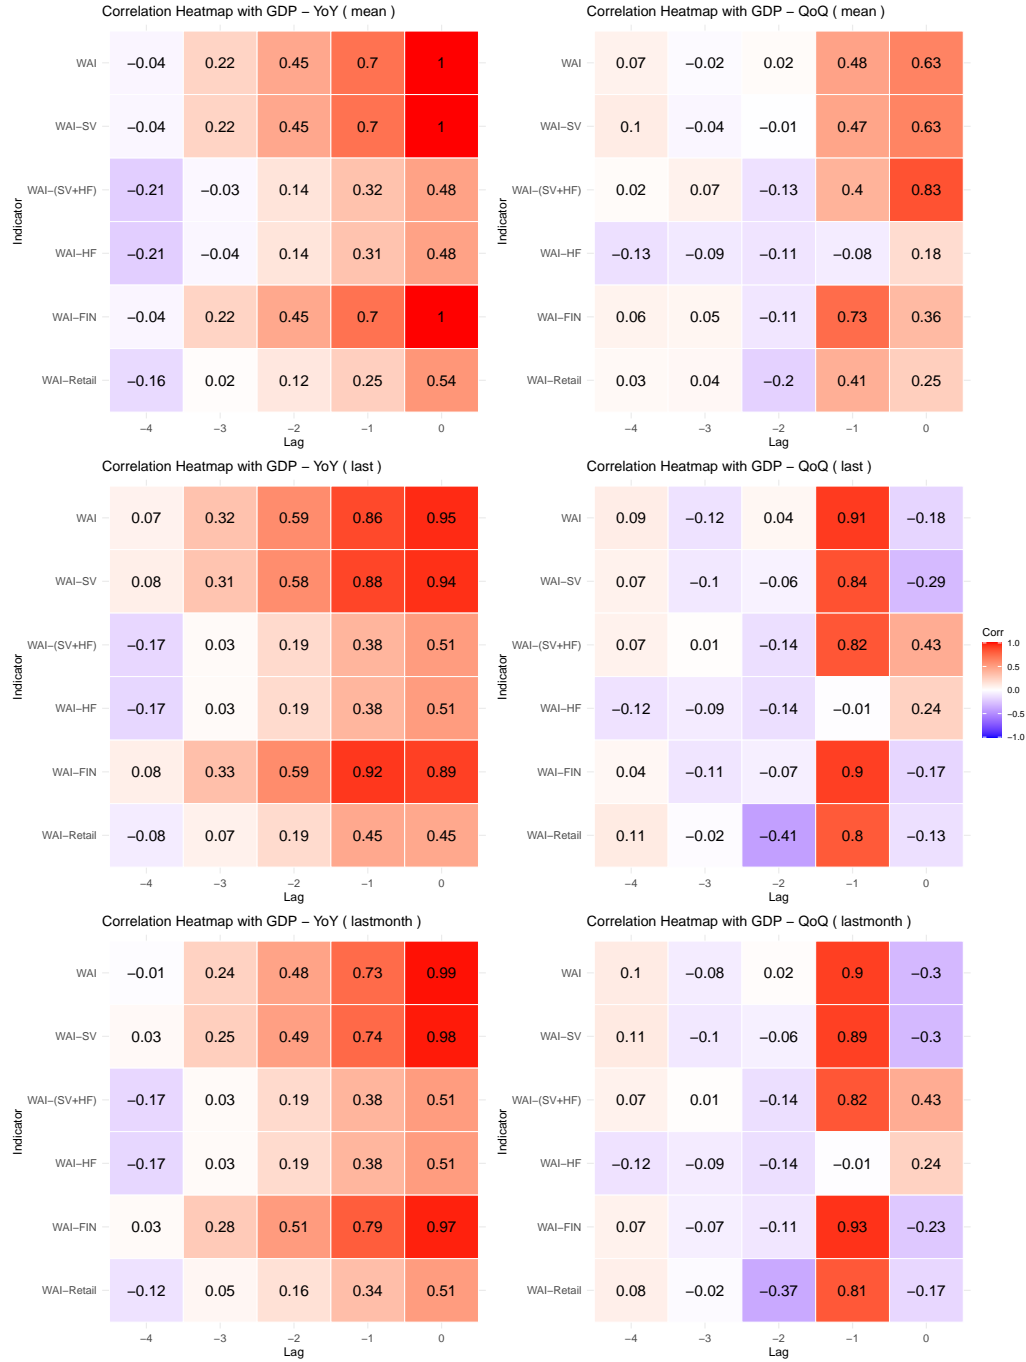 Correlation Heatmap with GDP − YoY ( mean )
WAI −0.04 0.22 0.45 0.7 1
WAI−SV −0.04 0.22 0.45 0.7 1
WAI−(SV+HF) −0.21 −0.03 0.14 0.32 0.48
WAI−HF −0.21 −0.04 0.14 0.31 0.48
WAI−FIN −0.04 0.22 0.45 0.7 1
WAI−Retail −0.16 0.02 0.12 0.25 0.54
−4 −3 −2 −1 0
Lag
Indicator
Correlation Heatmap with GDP − QoQ ( mean )
WAI 0.07 −0.02 0.02 0.48 0.63
WAI−SV 0.1 −0.04 −0.01 0.47 0.63
WAI−(SV+HF) 0.02 0.07 −0.13 0.4 0.83
WAI−HF −0.13 −0.09 −0.11 −0.08 0.18
WAI−FIN 0.06 0.05 −0.11 0.73 0.36
WAI−Retail 0.03 0.04 −0.2 0.41 0.25
−4 −3 −2 −1 0
Lag
Indicator
Correlation Heatmap with GDP − YoY ( last )
WAI 0.07 0.32 0.59 0.86 0.95
WAI−SV 0.08 0.31 0.58 0.88 0.94
WAI−(SV+HF) −0.17 0.03 0.19 0.38 0.51
WAI−HF −0.17 0.03 0.19 0.38 0.51
WAI−FIN 0.08 0.33 0.59 0.92 0.89
WAI−Retail −0.08 0.07 0.19 0.45 0.45
−4 −3 −2 −1 0
Lag
Indicator
Correlation Heatmap with GDP − QoQ ( last )
WAI 0.09 −0.12 0.04 0.91 −0.18
WAI−SV 0.07 −0.1 −0.06 0.84 −0.29
WAI−(SV+HF) 0.07 0.01 −0.14 0.82 0.43
WAI−HF −0.12 −0.09 −0.14 −0.01 0.24
WAI−FIN 0.04 −0.11 −0.07 0.9 −0.17
WAI−Retail 0.11 −0.02 −0.41 0.8 −0.13
−4 −3 −2 −1 0
Lag
Indicator
Corr
1.0
0.5
0.0
−0.5
−1.0
Correlation Heatmap with GDP − YoY ( lastmonth )
WAI −0.01 0.24 0.48 0.73 0.99
WAI−SV 0.03 0.25 0.49 0.74 0.98
WAI−(SV+HF) −0.17 0.03 0.19 0.38 0.51
WAI−HF −0.17 0.03 0.19 0.38 0.51
WAI−FIN 0.03 0.28 0.51 0.79 0.97
WAI−Retail −0.12 0.05 0.16 0.34 0.51
−4 −3 −2 −1 0
Lag
Indicator
Correlation Heatmap with GDP − QoQ ( lastmonth )
WAI 0.1 −0.08 0.02 0.9 −0.3
WAI−SV 0.11 −0.1 −0.06 0.89 −0.3
WAI−(SV+HF) 0.07 0.01 −0.14 0.82 0.43
WAI−HF −0.12 −0.09 −0.14 −0.01 0.24
WAI−FIN 0.07 −0.07 −0.11 0.93 −0.23
WAI−Retail 0.08 −0.02 −0.37 0.81 −0.17
−4 −3 −2 −1 0
Lag
Indicator